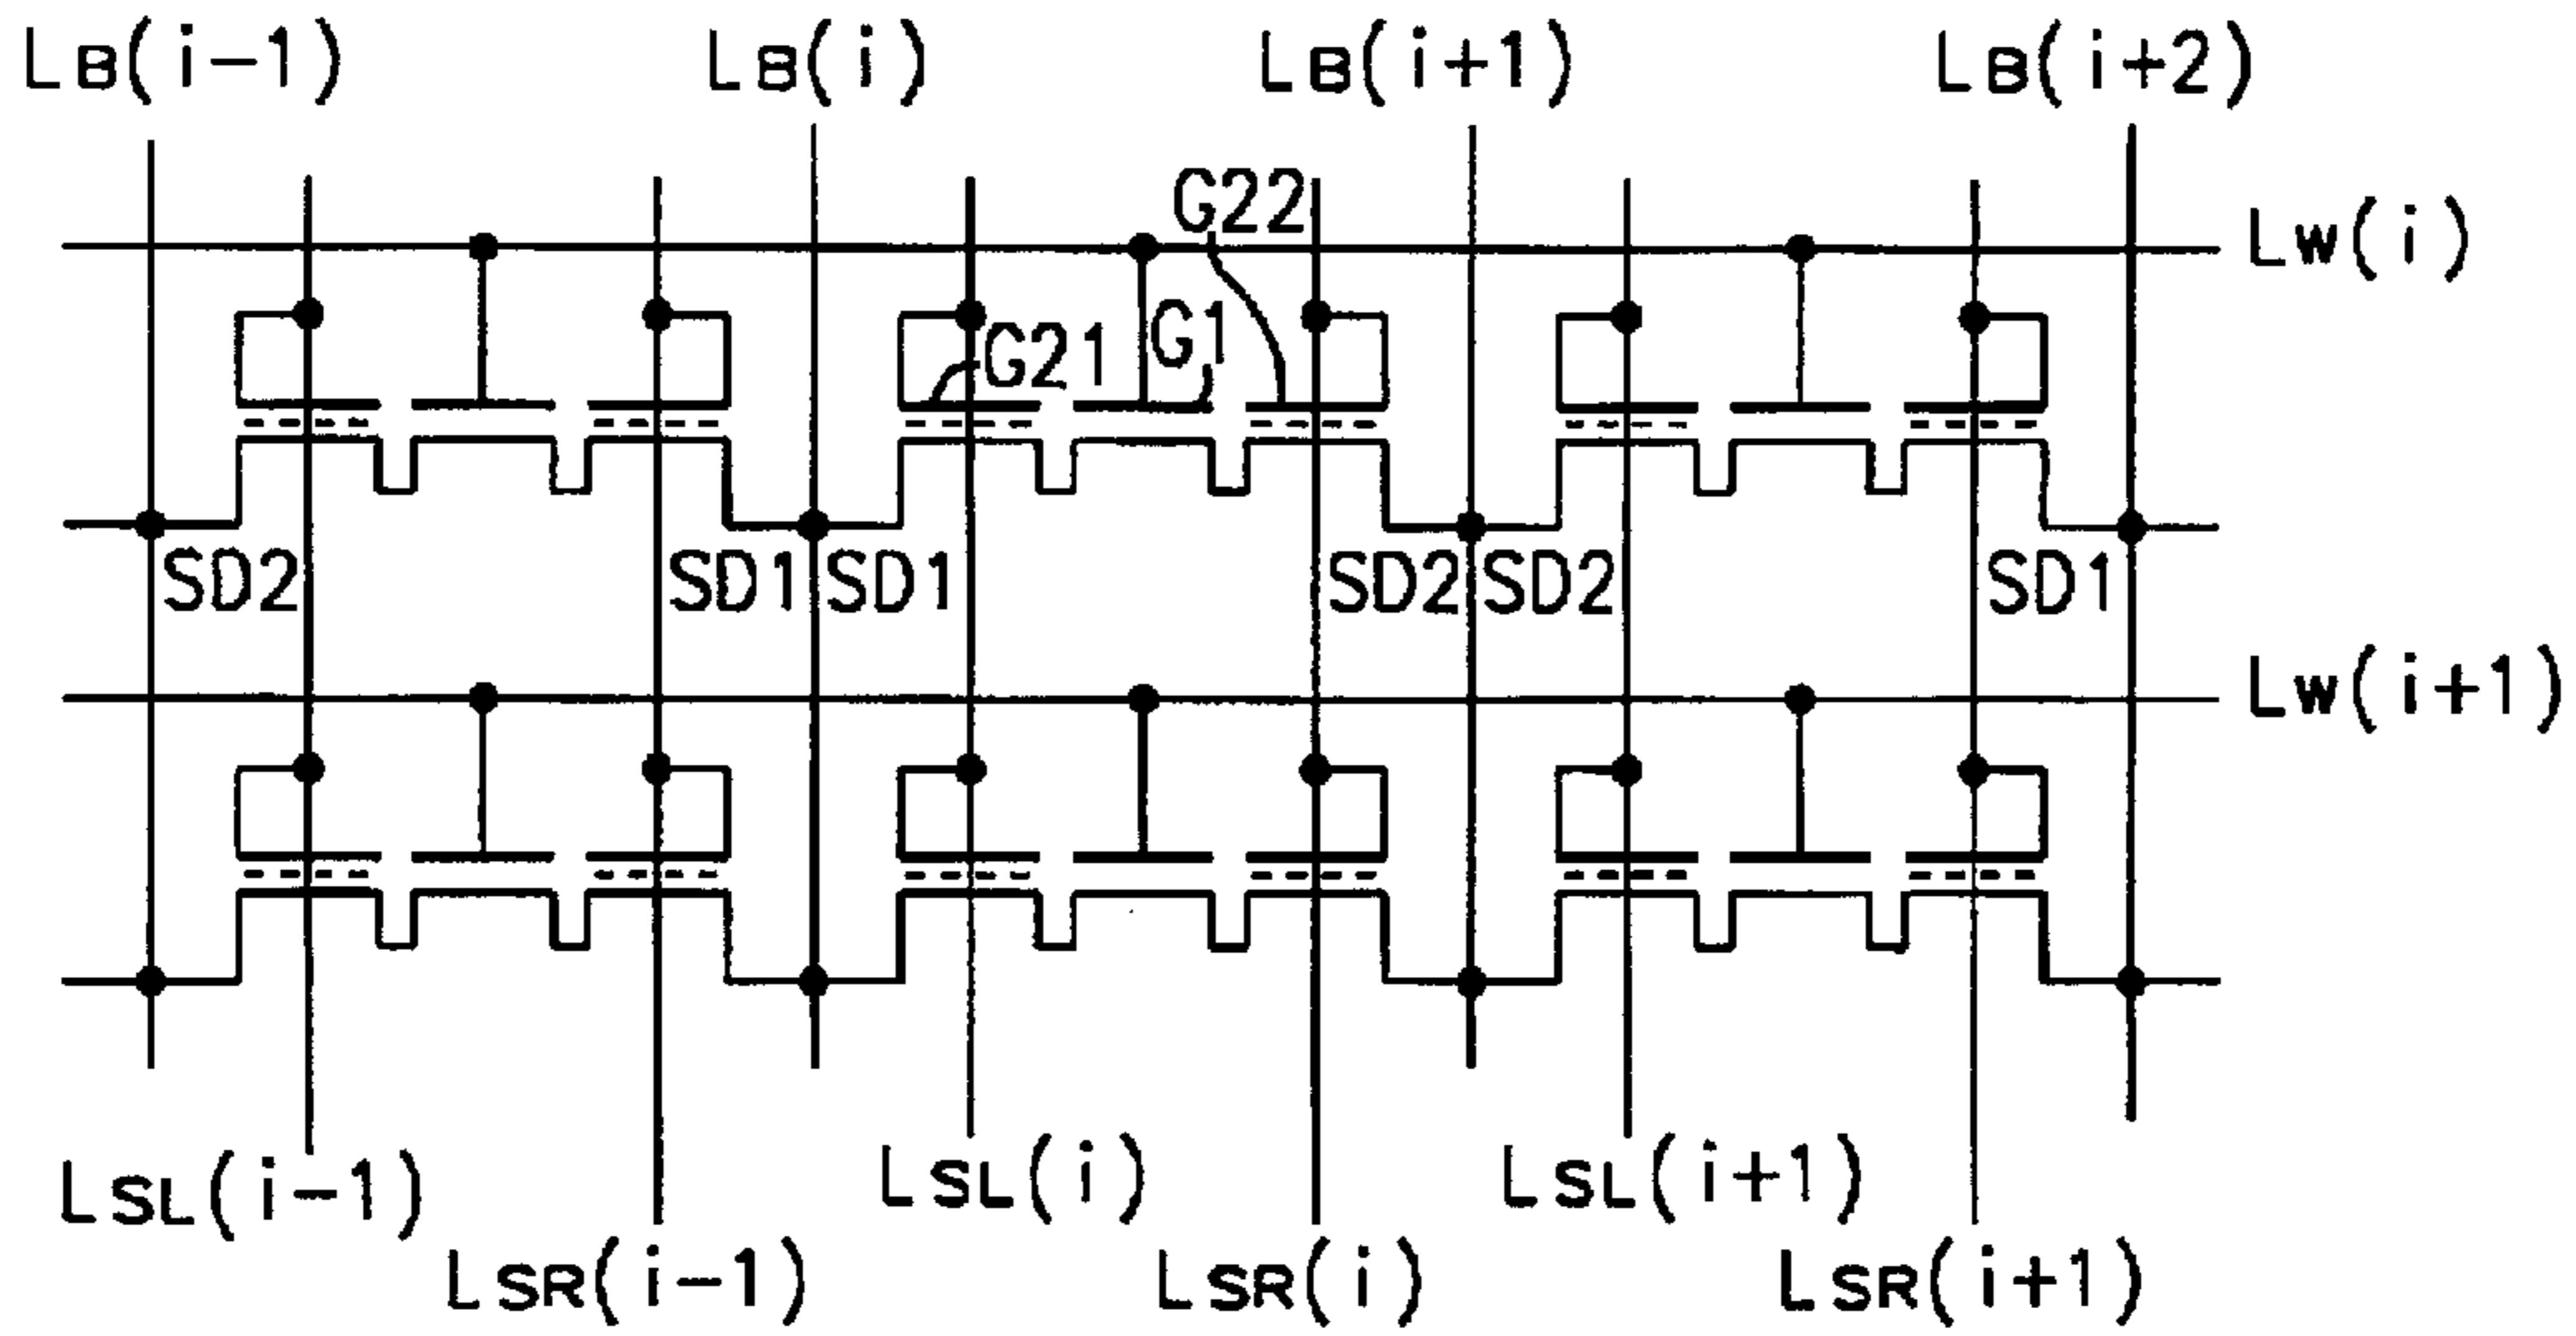 LB(i-1) LB(i) LB(i+1) LB(i+2)
G22
LW(i)
G21 G1
SD2 SD1 SD1 SD2 SD2 SD1
LW(i+1)
LSL(i-1) LSL(i) LSL(i+1)
LSR(i-1) LSR(i) LSR(i+1)